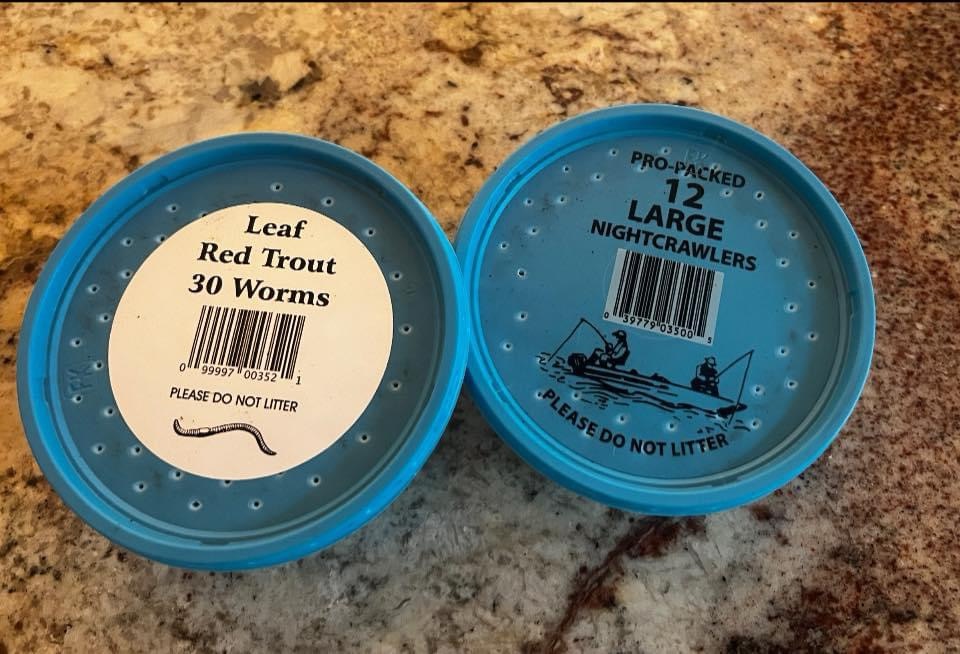 Leaf
Red Trout
30 Worms
0 99997 00352 1
PLEASE DO NOT LITTER
PRO-PACKED
12
LARGE
NIGHTCRAWLERS
0 39779 03500 5
PLEASE DO NOT LITTER